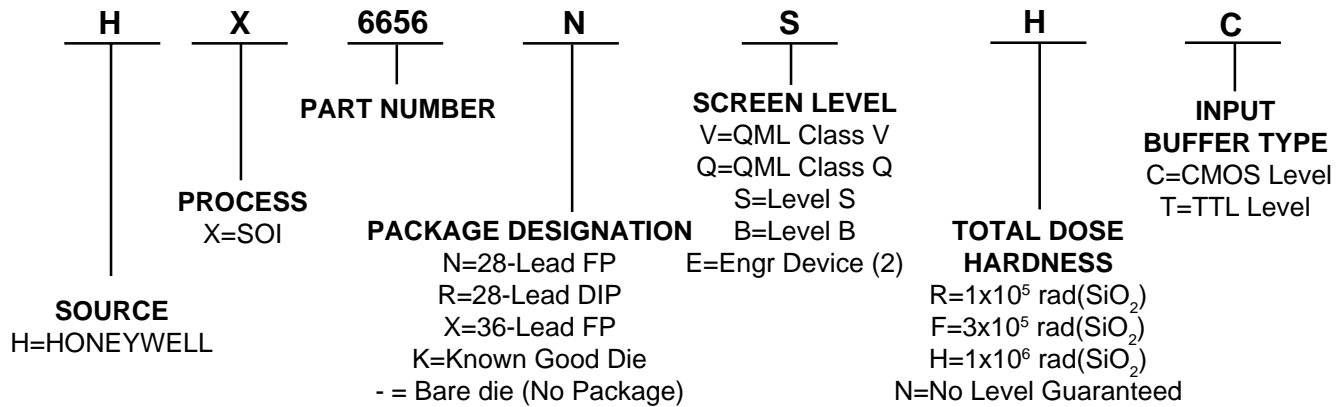 H X 6656 N S H C
PART NUMBER
SCREEN LEVEL
V=QML Class V
Q=QML Class Q
S=Level S
B=Level B
E=Engr Device (2)
INPUT
BUFFER TYPE
C=CMOS Level
T=TTL Level
PROCESS
X=SOI
PACKAGE DESIGNATION
N=28-Lead FP
R=28-Lead DIP
X=36-Lead FP
K=Known Good Die
- = Bare die (No Package)
TOTAL DOSE
HARDNESS
R=1x10⁵ rad(SiO₂)
F=3x10⁵ rad(SiO₂)
H=1x10⁶ rad(SiO₂)
N=No Level Guaranteed
SOURCE
H=HONEYWELL